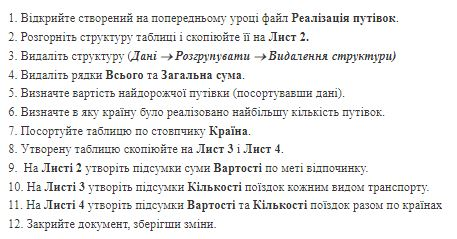 1. Відкрийте створений на попередньому уроці файл Реалізація путівок.
2. Розгорніть структуру таблиці і скопіюйте її на Лист 2.
3. Видаліть структуру (Дані → Розгрупувати → Видалення структури)
4. Видаліть рядки Всього та Загальна сума.
5. Визначте вартість найдорожчої путівки (посортувавши дані).
6. Визначте в яку країну було реалізовано найбільшу кількість путівок.
7. Посортуйте таблицю по стовпчику Країна.
8. Утворену таблицю скопіюйте на Лист 3 і Лист 4.
9. На Листі 2 утворіть підсумки суми Вартості по меті відпочинку.
10. На Листі 3 утворіть підсумки Кількості поїздок кожним видом транспорту.
11. На Листі 4 утворіть підсумки Вартості та Кількості поїздок разом по країнах
12. Закрийте документ, зберігши зміни.